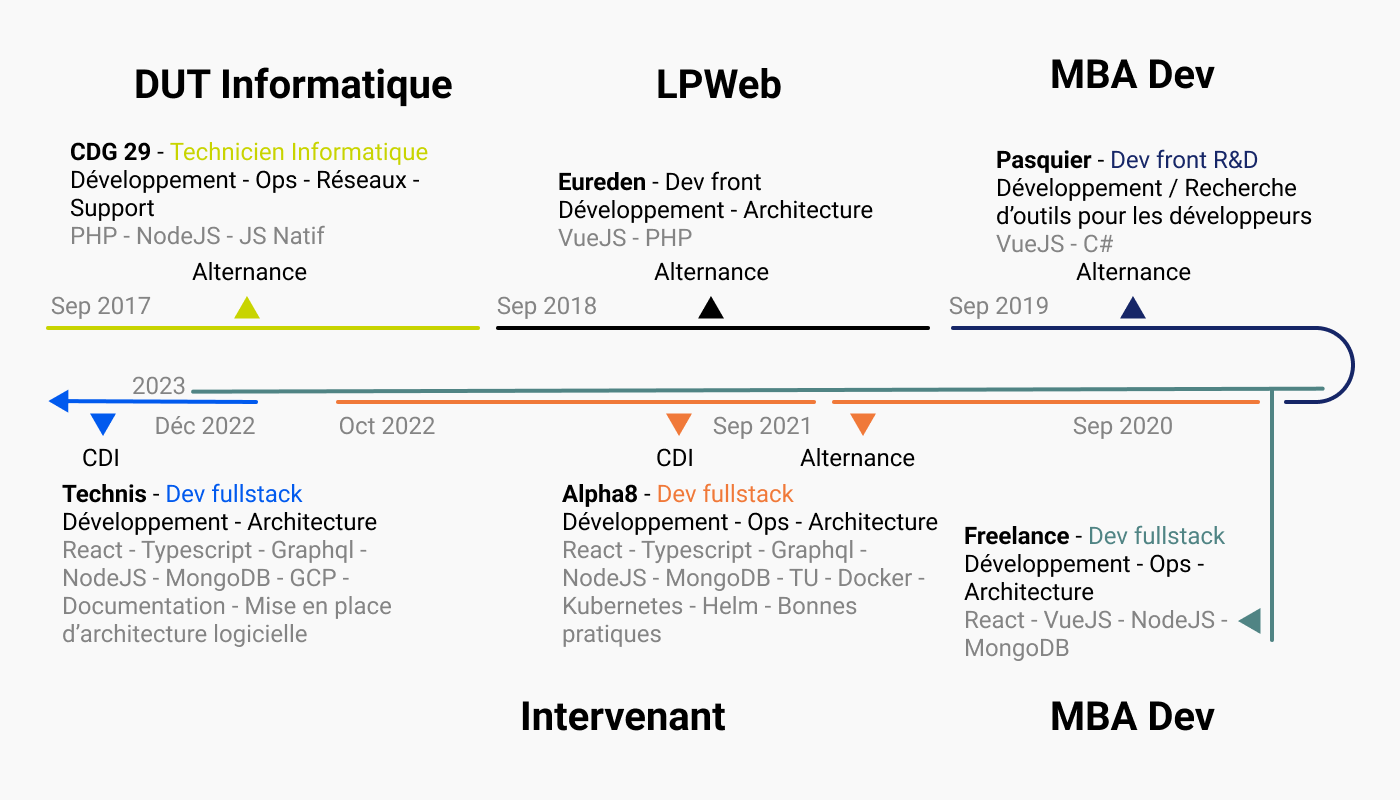 DUT Informatique
CDG 29 - Technicien Informatique
Développement - Ops - Réseaux -
Support
PHP - NodeJS - JS Natif
Alternance
Sep 2017
LPWeb
Eureden - Dev front
Développement - Architecture
VueJS - PHP
Alternance
Sep 2018
MBA Dev
Pasquier - Dev front R&D
Développement / Recherche
d’outils pour les développeurs
VueJS - C#
Alternance
Sep 2019
2023
Déc 2022
CDI
Technis - Dev fullstack
Développement - Architecture
React - Typescript - Graphql -
NodeJS - MongoDB - GCP -
Documentation - Mise en place
d’architecture logicielle
Oct 2022
Sep 2021
CDI
Alternance
Alpha8 - Dev fullstack
Développement - Ops - Architecture
React - Typescript - Graphql -
NodeJS - MongoDB - TU - Docker -
Kubernetes - Helm - Bonnes
pratiques
Sep 2020
Freelance - Dev fullstack
Développement - Ops -
Architecture
React - VueJS - NodeJS -
MongoDB
Intervenant
MBA Dev